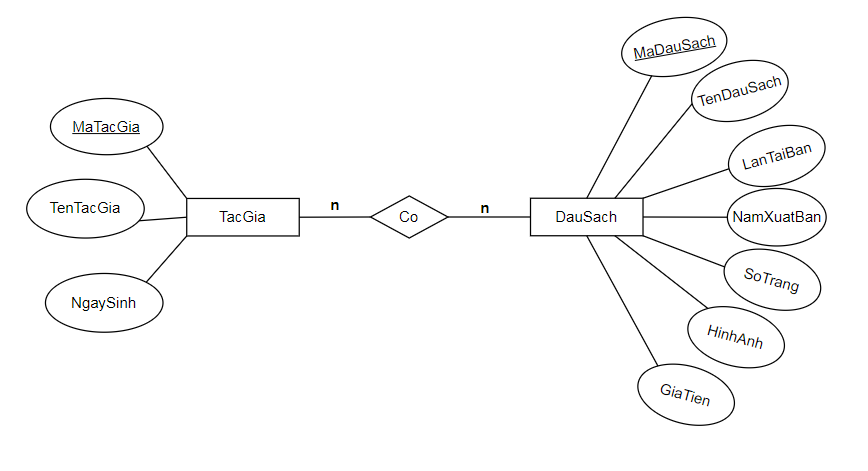 MaDauSach
TenDauSach
MaTacGia
LanTaiBan
TenTacGia
TacGia
n
Co
n
DauSach
NamXuatBan
SoTrang
NgaySinh
HinhAnh
GiaTien